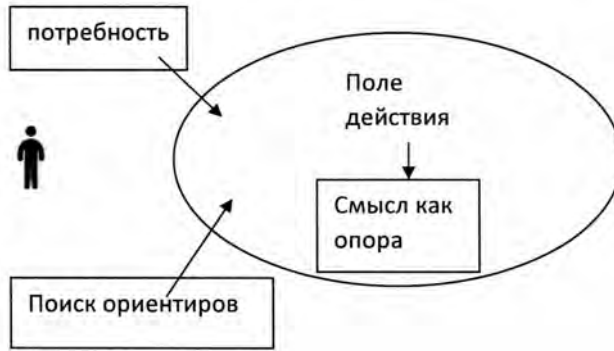 потребность
Поле
действия
Смысл как
опора
Поиск ориентиров